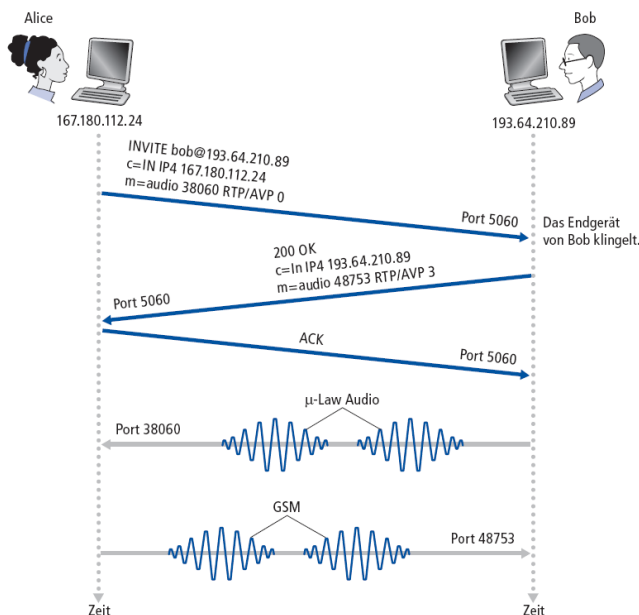 Alice
Bob
167.180.112.24
193.64.210.89
INVITE bob@193.64.210.89
c=IN IP4 167.180.112.24
m=audio 38060 RTP/AVP 0
Port 5060
Das Endgerät
von Bob klingelt.
200 OK
c=In IP4 193.64.210.89
m=audio 48753 RTP/AVP 3
Port 5060
ACK
Port 5060
μ-Law Audio
Port 38060
GSM
Port 48753
Zeit
Zeit